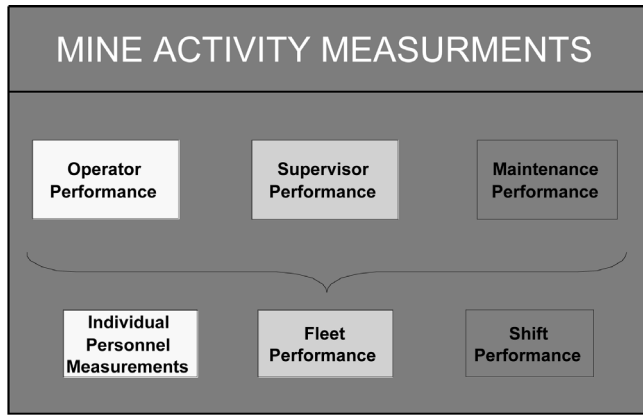 MINE ACTIVITY MEASURMENTS
Operator
Performance
Supervisor
Performance
Maintenance
Performance
Individual
Personnel
Measurements
Fleet
Performance
Shift
Performance